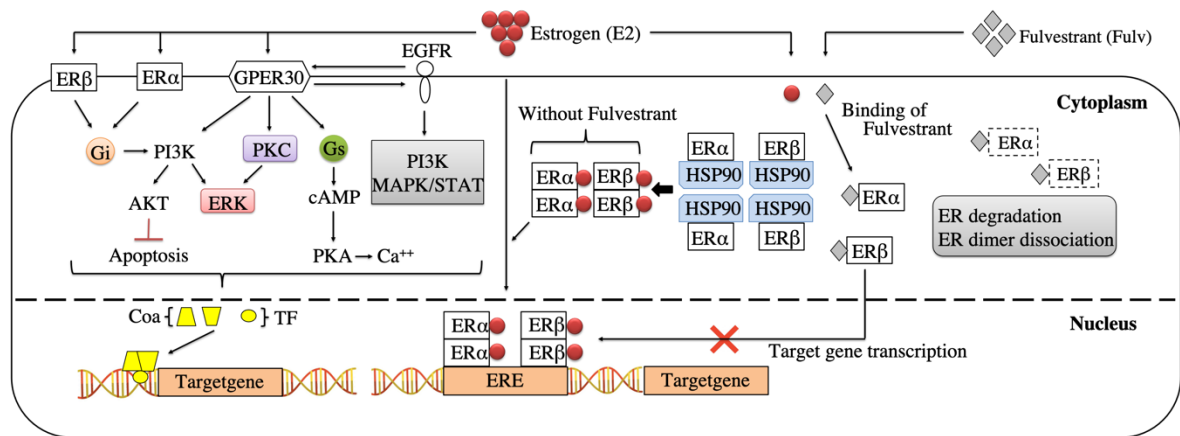 Estrogen (E2)
Fulvestrant (Fulv)
EGFR
ERβ
ERα
GPER30
Cytoplasm
Without Fulvestrant
Binding of
Fulvestrant
Gi
PI3K
PKC
Gs
PI3K
MAPK/STAT
AKT
ERK
cAMP
Apoptosis
PKA
Ca⁺⁺
ERα
ERβ
ERα
ERβ
ERα
ERβ
HSP90
HSP90
HSP90
HSP90
ERα
ERβ
ERα
ERβ
ERα
ERβ
ER degradation
ER dimer dissociation
Coa
TF
Nucleus
ERα
ERβ
ERα
ERβ
Target gene transcription
Targetgene
ERE
Targetgene